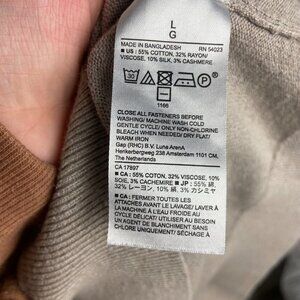 L
G
MADE IN BANGLADESH RN 54023
■ US : 55% COTTON, 32% RAYON/
VISCOSE, 10% SILK, 3% CASHMERE
30
P
1166
CLOSE ALL FASTENERS BEFORE
WASHING/ MACHINE WASH COLD
GENTLE CYCLE/ ONLY NON-CHLORINE
BLEACH WHEN NEEDED/ DRY FLAT/
WARM IRON
Gap (RHC) B.V. Luna Arena
Herikerbergweg 238 Amsterdam 1101 CM,
The Netherlands
CA 17897
■ CA : 55% COTON, 32% VISCOSE, 10%
SOIE, 3% CACHEMIRE ■ JP : 55% 綿,
32% レーヨン, 10% 絹, 3% カシミヤ
■ CA : FERMER TOUTES LES
ATTACHES AVANT LE LAVAGE/ LAVER
À LA MACHINE À L'EAU FROIDE AU
CYCLE DÉLICAT/ AU BESOIN, UTILISER
UN AGENT DE BLANCHIMENT SANS
CHLORE UNIQUEMENT/ SÉCHAGE À